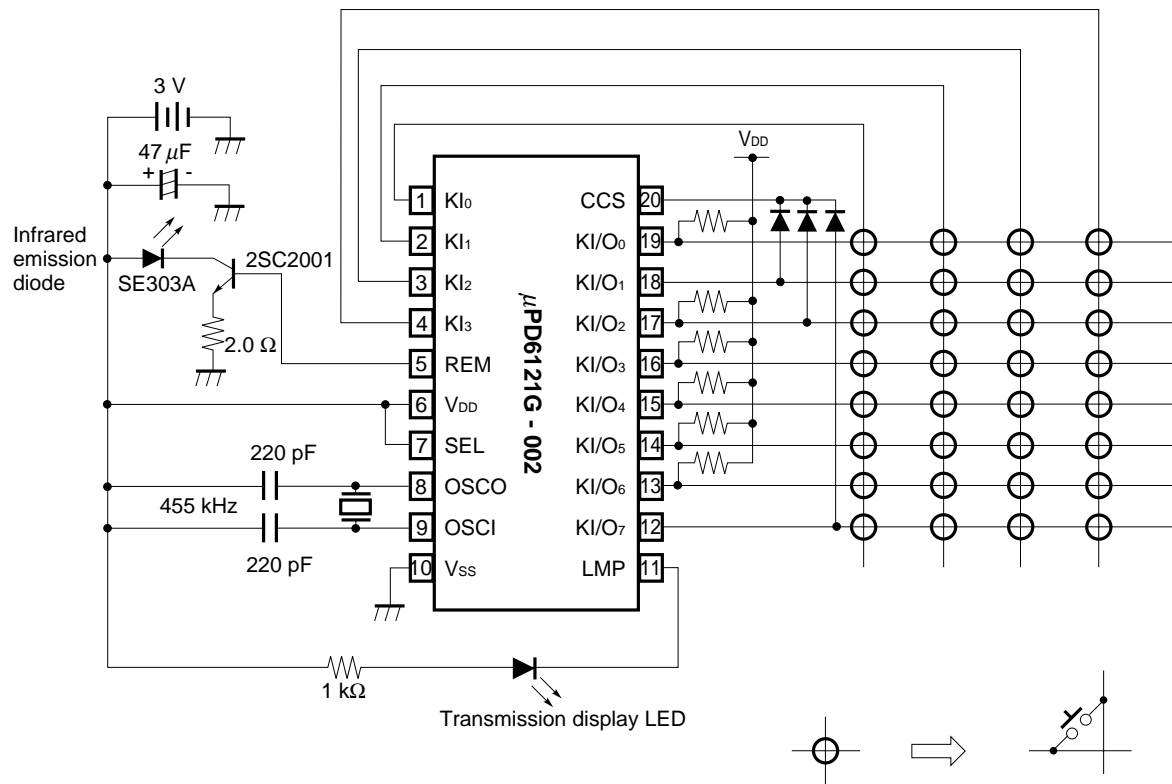 3 V
47 μF
+ -
Infrared
emission
diode
SE303A
2SC2001
2.0 Ω
220 pF
455 kHz
220 pF
1 kΩ
Transmission display LED
μPD6121G - 002
1 KI0
2 KI1
3 KI2
4 KI3
5 REM
6 VDD
7 SEL
8 OSCO
9 OSCI
10 VSS
CCS 20
KI/O0 19
KI/O1 18
KI/O2 17
KI/O3 16
KI/O4 15
KI/O5 14
KI/O6 13
KI/O7 12
LMP 11
VDD